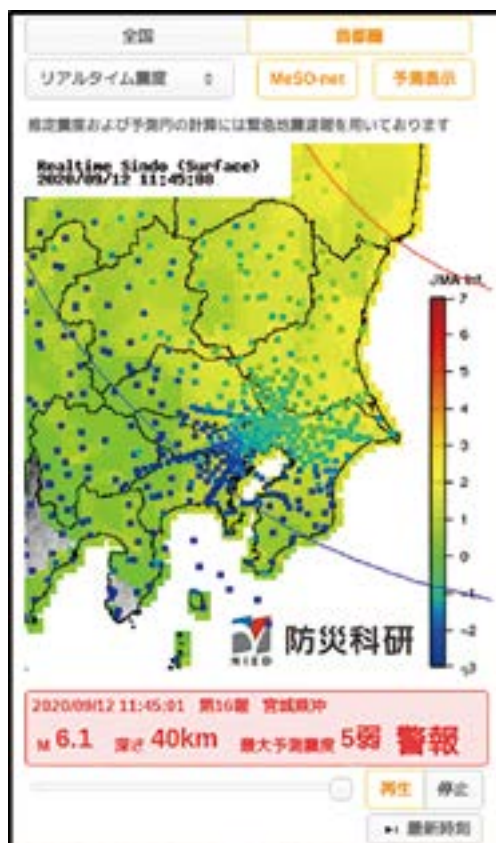 全国 首都圏
リアルタイム震度 MeSO-net 予測表示
推定震度および予測円の計算には緊急地震速報を用いております
Realtime Sindo (Surface)
2020/09/12 11:45:00
JMA Int.
7
6
5
4
3
2
1
0
-1
-2
-3
NIED 防災科研
2020/09/12 11:45:01 第16報 宮城県沖
M 6.1 深さ 40km 最大予測震度 5弱 警報
再生 停止
最新時刻